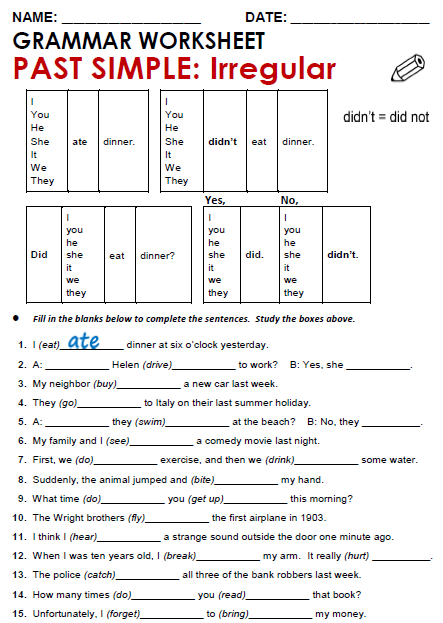 NAME: _________________ DATE: _________________
GRAMMAR WORKSHEET
PAST SIMPLE: Irregular
I
You
He
She
It
We
They
ate
dinner.
I
You
He
She
It
We
They
didn't
eat
dinner.
didn't = did not
Did
I
you
he
she
it
we
they
eat
dinner?
Yes,
I
you
he
she
it
we
they
did.
No,
I
you
he
she
it
we
they
didn't.
● Fill in the blanks below to complete the sentences. Study the boxes above.
1. I (eat) ate dinner at six o'clock yesterday.
2. A: ___________ Helen (drive)___________ to work? B: Yes, she ___________.
3. My neighbor (buy)___________ a new car last week.
4. They (go)___________ to Italy on their last summer holiday.
5. A: ___________ they (swim)___________ at the beach? B: No, they ___________.
6. My family and I (see)___________ a comedy movie last night.
7. First, we (do)___________ exercise, and then we (drink)___________ some water.
8. Suddenly, the animal jumped and (bite)___________ my hand.
9. What time (do)___________ you (get up)___________ this morning?
10. The Wright brothers (fly)___________ the first airplane in 1903.
11. I think I (hear)___________ a strange sound outside the door one minute ago.
12. When I was ten years old, I (break)___________ my arm. It really (hurt) ___________.
13. The police (catch)___________ all three of the bank robbers last week.
14. How many times (do)___________ you (read)___________ that book?
15. Unfortunately, I (forget)___________ to (bring)___________ my money.